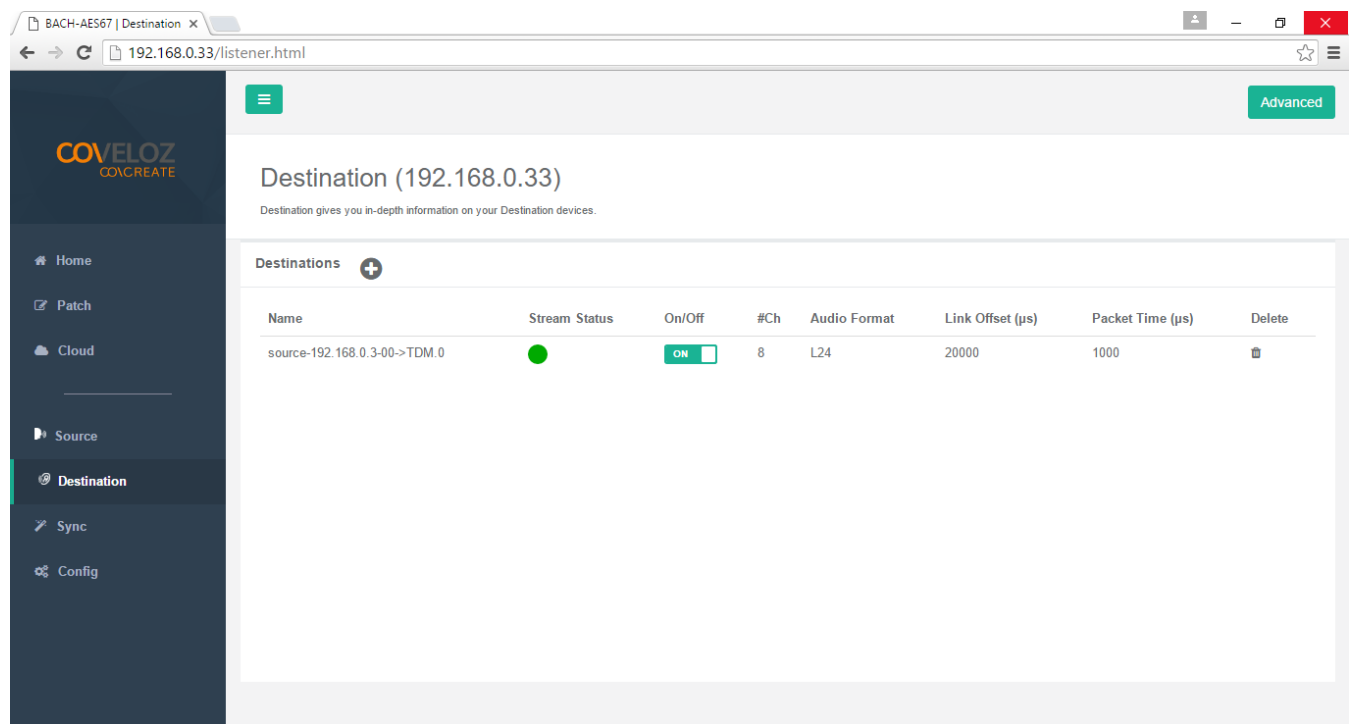 BACH-AES67 | Destination
192.168.0.33/listener.html
Advanced
COVELOZ
CO\CREATE
Destination (192.168.0.33)
Destination gives you in-depth information on your Destination devices.
Home
Patch
Cloud
Source
Destination
Sync
Config
Destinations
Name Stream Status On/Off #Ch Audio Format Link Offset (µs) Packet Time (µs) Delete
source-192.168.0.3-00->TDM.0 ON 8 L24 20000 1000